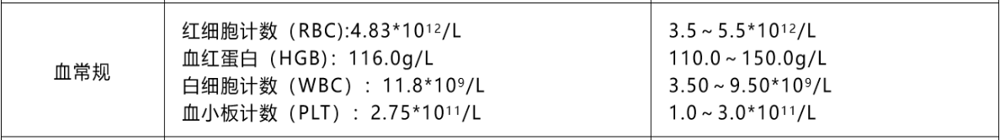 血常规
红细胞计数（RBC):4.83*10¹²/L
血红蛋白（HGB)：116.0g/L
白细胞计数（WBC）：11.8*10⁹/L
血小板计数（PLT）：2.75*10¹¹/L
3.5～5.5*10¹²/L
110.0～150.0g/L
3.50～9.50*10⁹/L
1.0～3.0*10¹¹/L